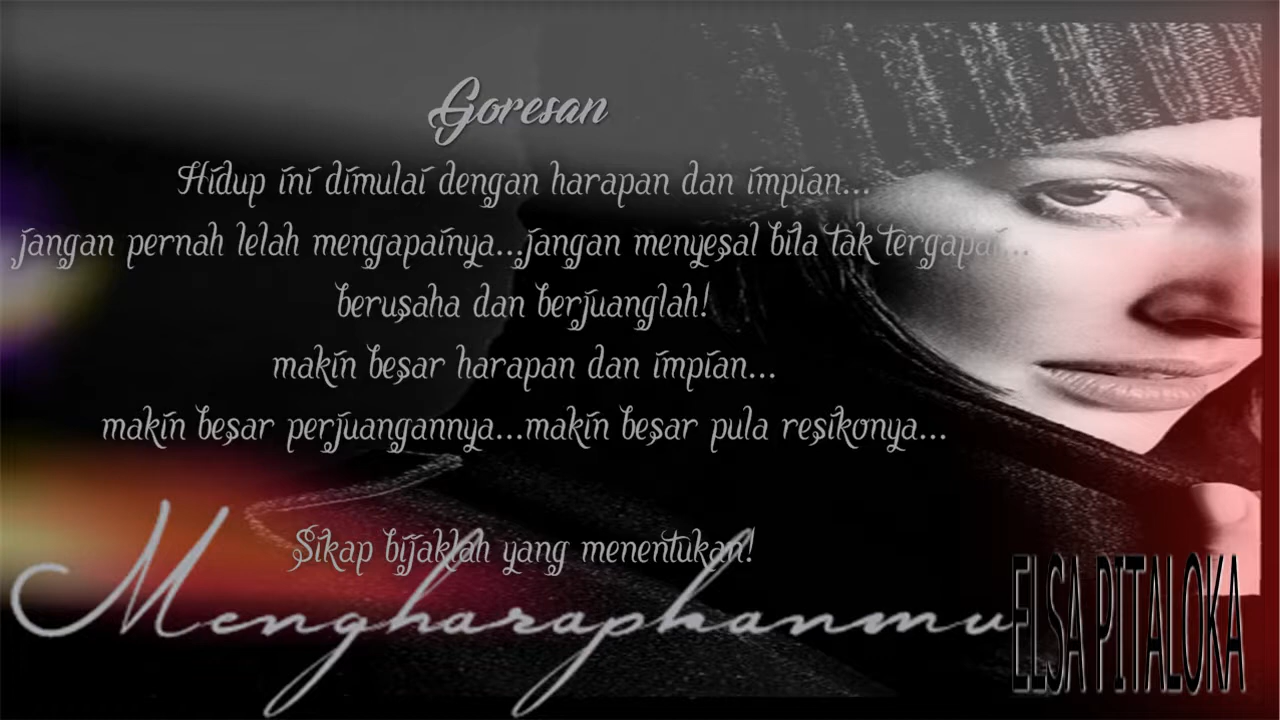 Goresan
Hidup ini dimulai dengan harapan dan impian...
jangan pernah lelah mengapainya...jangan menyesal bila tak tergapai...
berusaha dan berjuanglah!
makin besar harapan dan impian...
makin besar perjuangannya...makin besar pula resikonya...
Sikap bijaklah yang menentukan!
Mengharapkanmu
ELSA PITALOKA